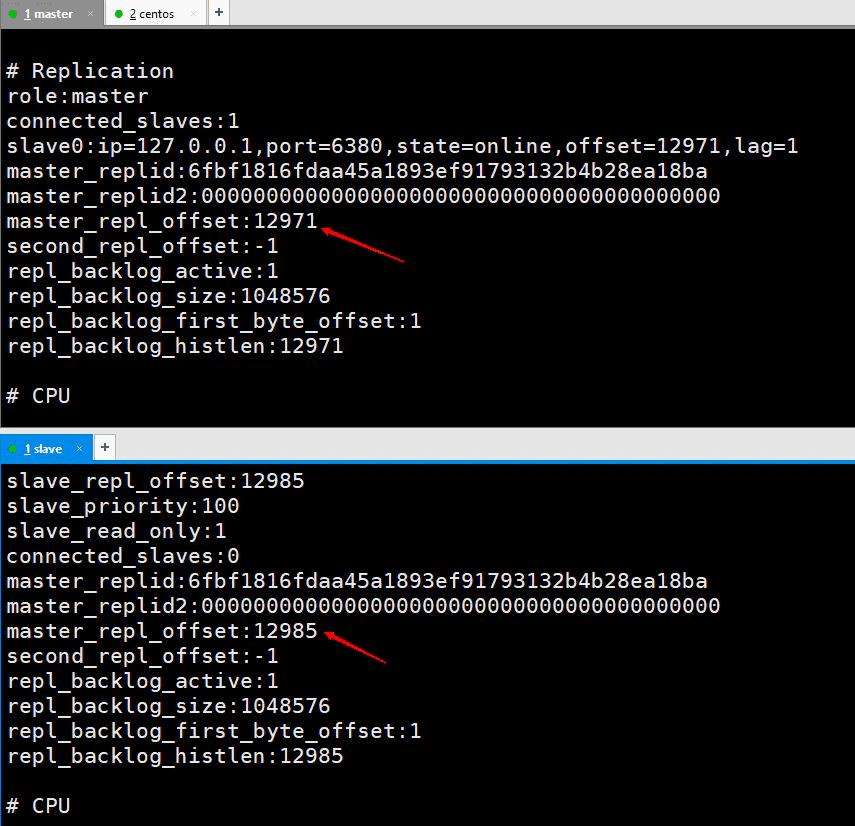 1 master × 2 centos × +
# Replication
role:master
connected_slaves:1
slave0:ip=127.0.0.1,port=6380,state=online,offset=12971,lag=1
master_replid:6fbf1816fdaa45a1893ef91793132b4b28ea18ba
master_replid2:0000000000000000000000000000000000000000
master_repl_offset:12971
second_repl_offset:-1
repl_backlog_active:1
repl_backlog_size:1048576
repl_backlog_first_byte_offset:1
repl_backlog_histlen:12971
# CPU
1 slave × +
slave_repl_offset:12985
slave_priority:100
slave_read_only:1
connected_slaves:0
master_replid:6fbf1816fdaa45a1893ef91793132b4b28ea18ba
master_replid2:0000000000000000000000000000000000000000
master_repl_offset:12985
second_repl_offset:-1
repl_backlog_active:1
repl_backlog_size:1048576
repl_backlog_first_byte_offset:1
repl_backlog_histlen:12985
# CPU